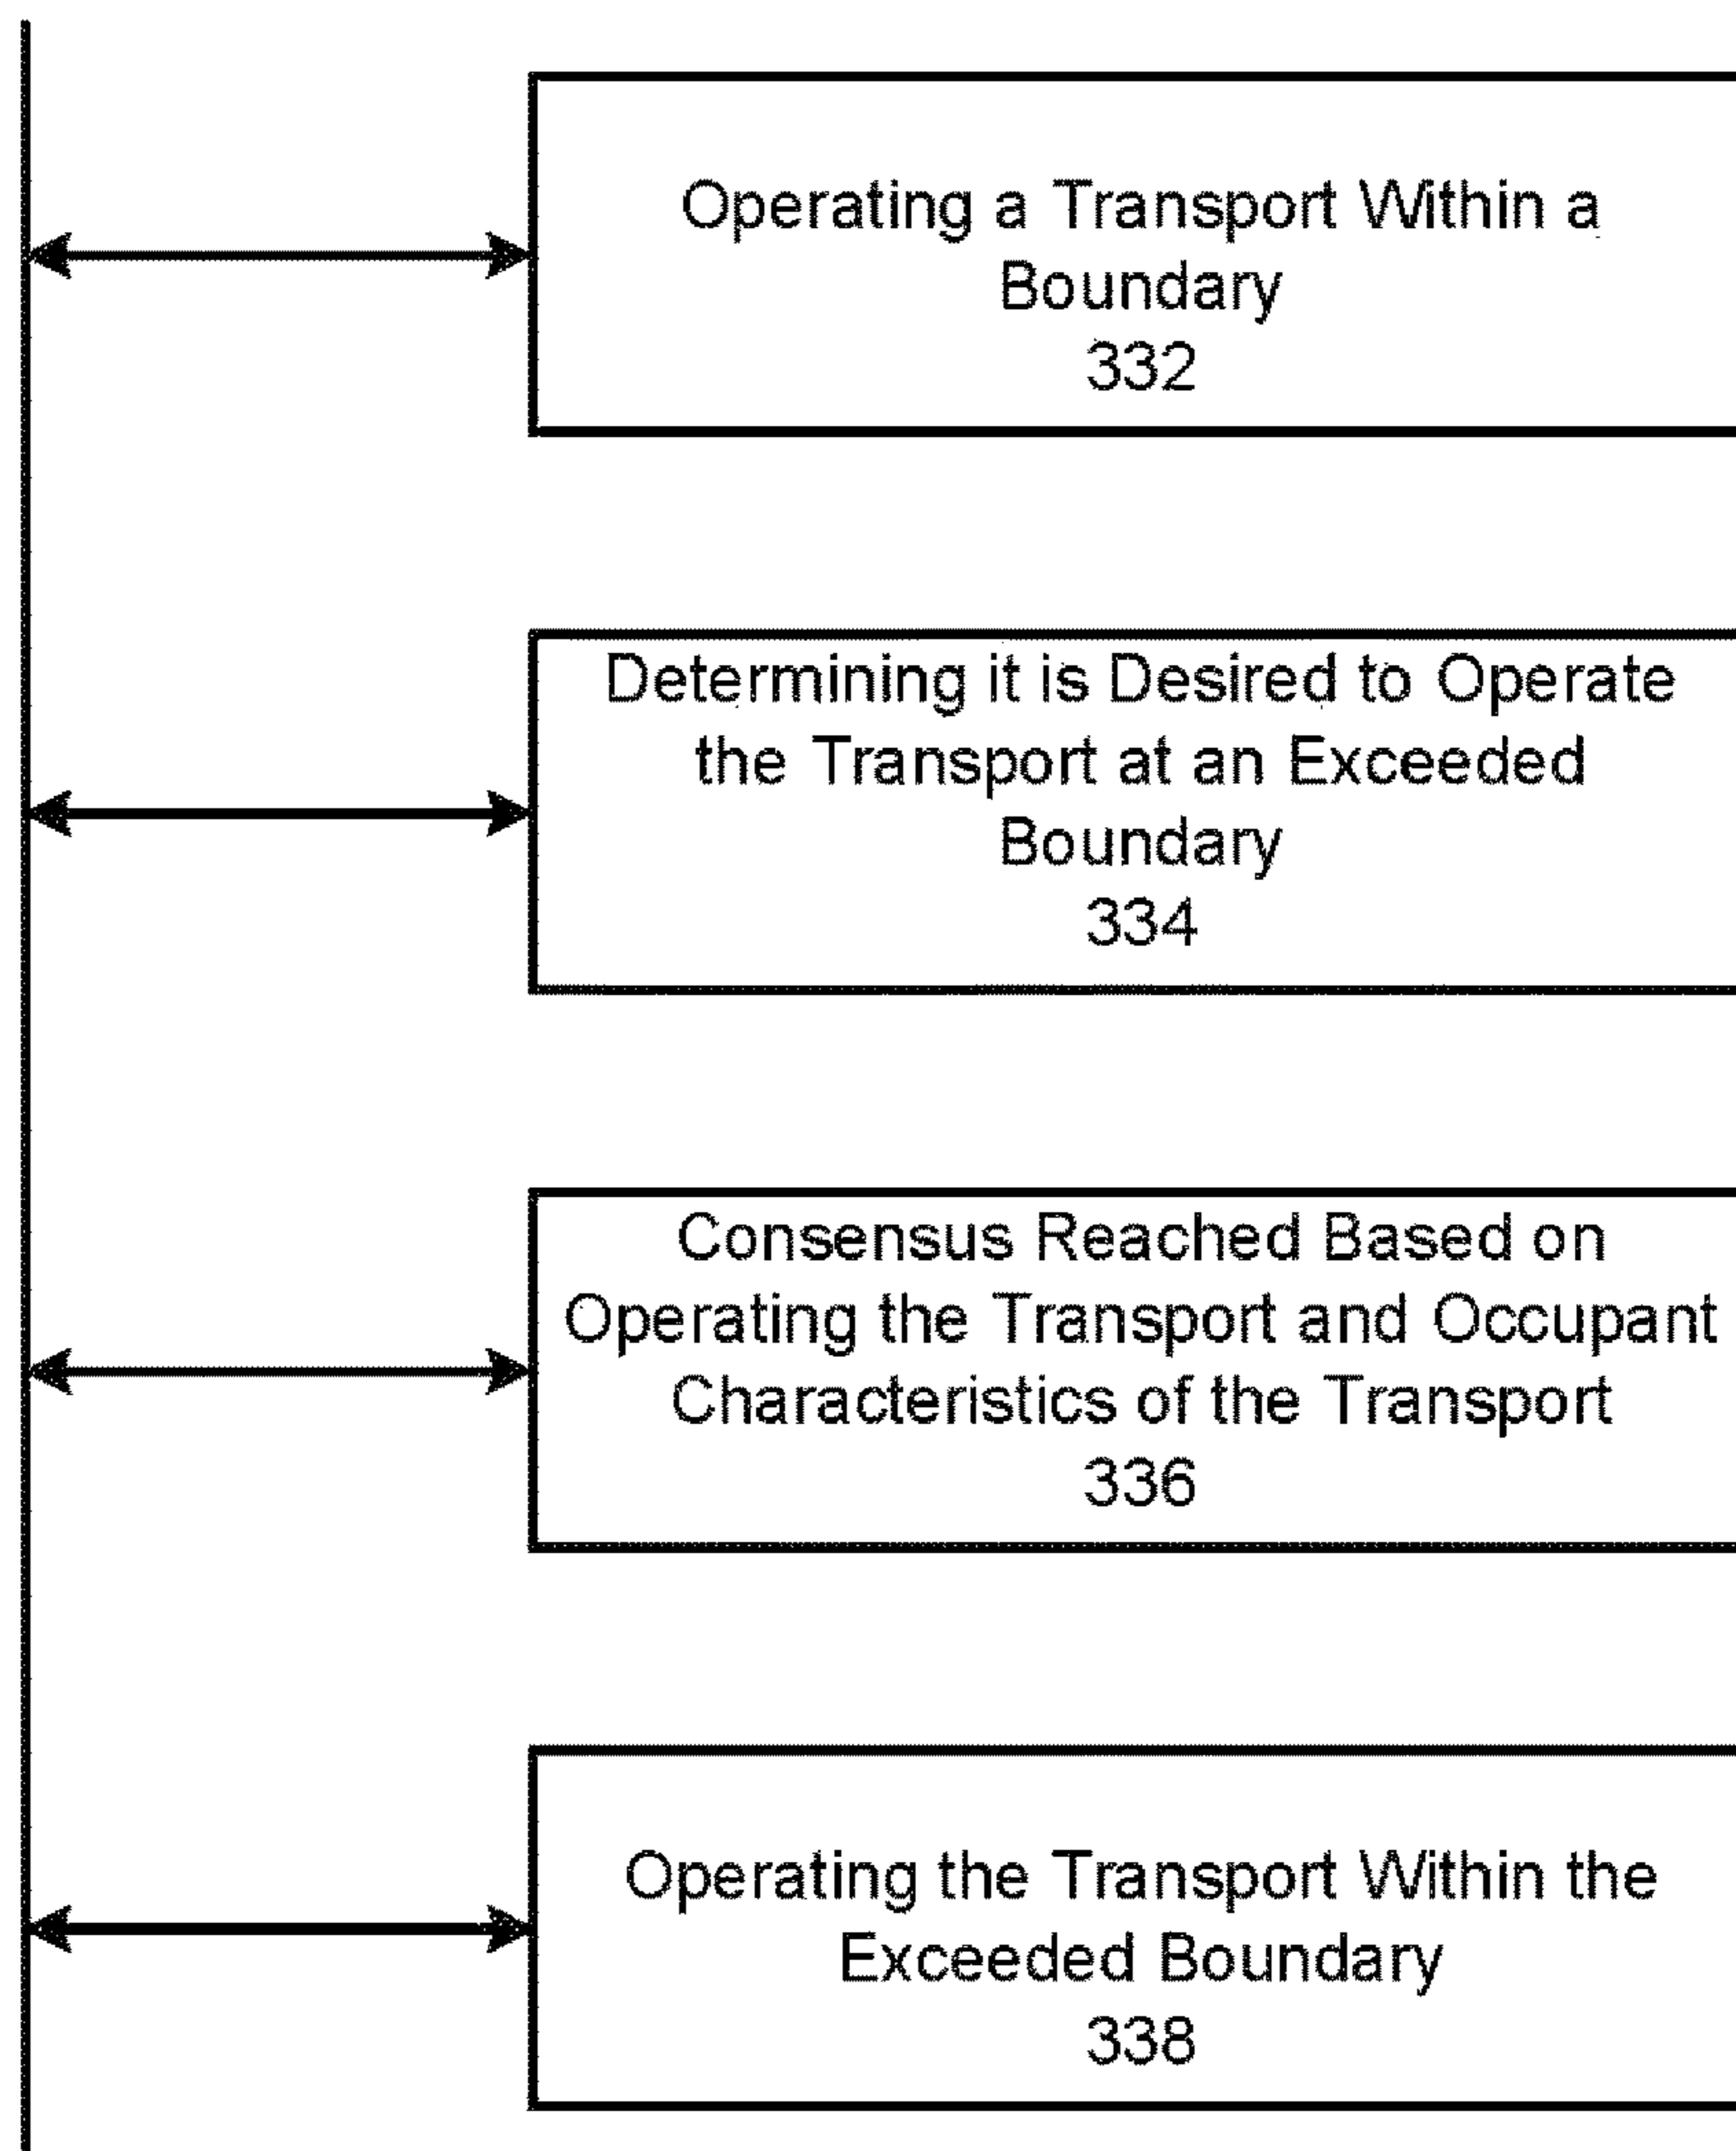 Operating a Transport Within a
Boundary
332
Determining it is Desired to Operate
the Transport at an Exceeded
Boundary
334
Consensus Reached Based on
Operating the Transport and Occupant
Characteristics of the Transport
336
Operating the Transport Within the
Exceeded Boundary
338